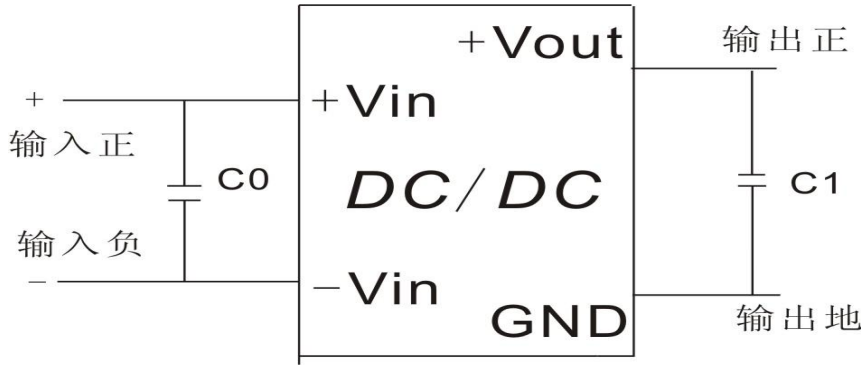 +Vout
输出正
+
+Vin
输入正
C0
DC/DC
C1
输入负
-
-Vin
GND
输出地